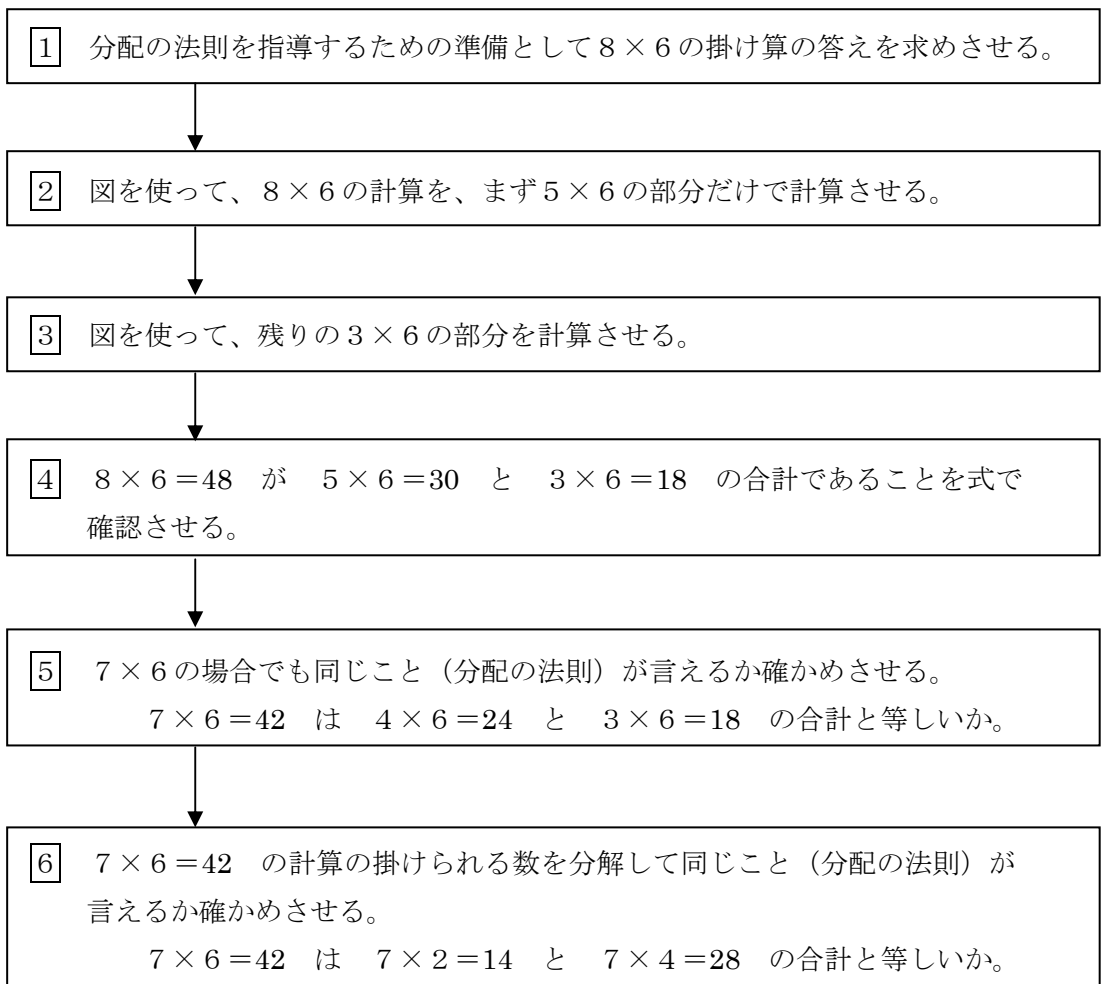 1 分配の法則を指導するための準備として8×6の掛け算の答えを求めさせる。
2 図を使って、8×6の計算を、まず5×6の部分だけで計算させる。
3 図を使って、残りの3×6の部分を計算させる。
4 8×6=48 が 5×6=30 と 3×6=18 の合計であることを式で
確認させる。
5 7×6の場合でも同じこと（分配の法則）が言えるか確かめさせる。
7×6=42 は 4×6=24 と 3×6=18 の合計と等しいか。
6 7×6=42 の計算の掛けられる数を分解して同じこと（分配の法則）が
言えるか確かめさせる。
7×6=42 は 7×2=14 と 7×4=28 の合計と等しいか。